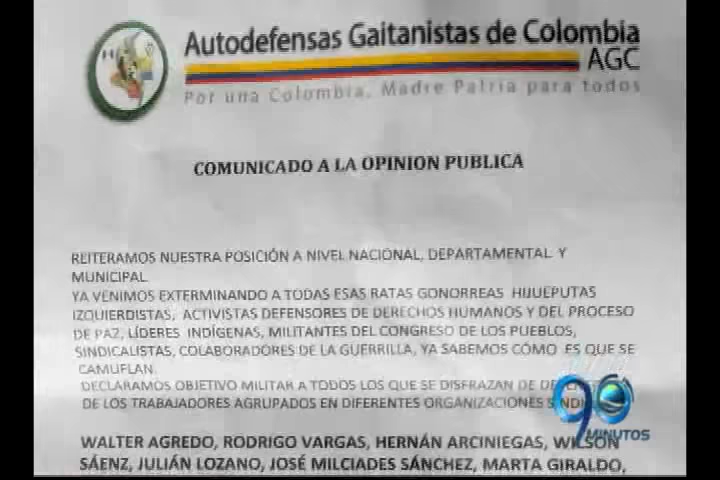 Autodefensas Gaitanistas de Colombia
AGC
Por una Colombia, Madre Patria para todos
COMUNICADO A LA OPINION PUBLICA
REITERAMOS NUESTRA POSICIÓN A NIVEL NACIONAL, DEPARTAMENTAL Y
MUNICIPAL
YA VENIMOS EXTERMINANDO A TODAS ESAS RATAS GONORREAS HIJUEPUTAS
IZQUIERDISTAS, ACTIVISTAS DEFENSORES DE DERECHOS HUMANOS Y DEL PROCESO
DE PAZ, LÍDERES INDÍGENAS, MILITANTES DEL CONGRESO DE LOS PUEBLOS,
SINDICALISTAS, COLABORADORES DE LA GUERRILLA, YA SABEMOS CÓMO ES QUE SE
CAMUFLAN.
DECLARAMOS OBJETIVO MILITAR A TODOS LOS QUE SE DISFRAZAN DE
DE LOS TRABAJADORES AGRUPADOS EN DIFERENTES ORGANIZACIONES
90
MINUTOS
WALTER AGREDO, RODRIGO VARGAS, HERNÁN ARCINIEGAS, WILSON
SÁENZ, JULIÁN LOZANO, JOSÉ MILCIADES SÁNCHEZ, MARTA GIRALDO,